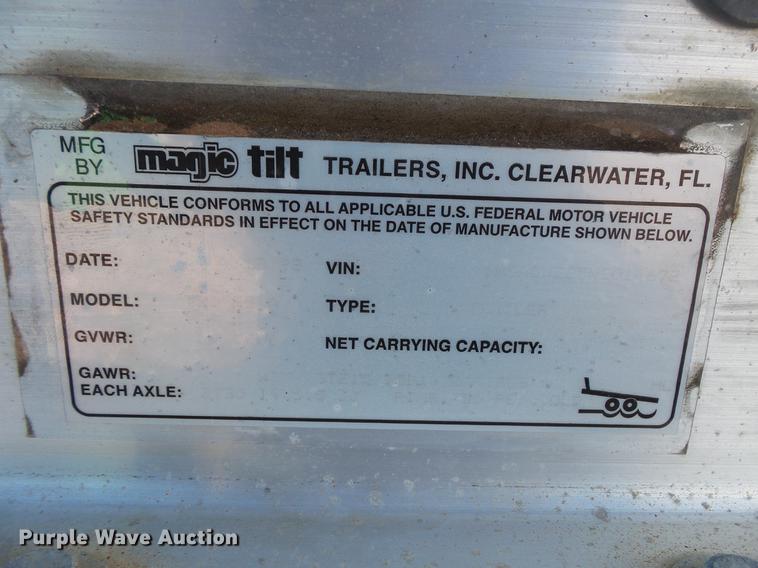 MFG BY magic tilt TRAILERS, INC. CLEARWATER, FL.
THIS VEHICLE CONFORMS TO ALL APPLICABLE U.S. FEDERAL MOTOR VEHICLE
SAFETY STANDARDS IN EFFECT ON THE DATE OF MANUFACTURE SHOWN BELOW.
DATE:
VIN:
MODEL:
TYPE:
GVWR:
NET CARRYING CAPACITY:
GAWR:
EACH AXLE:
Purple Wave Auction